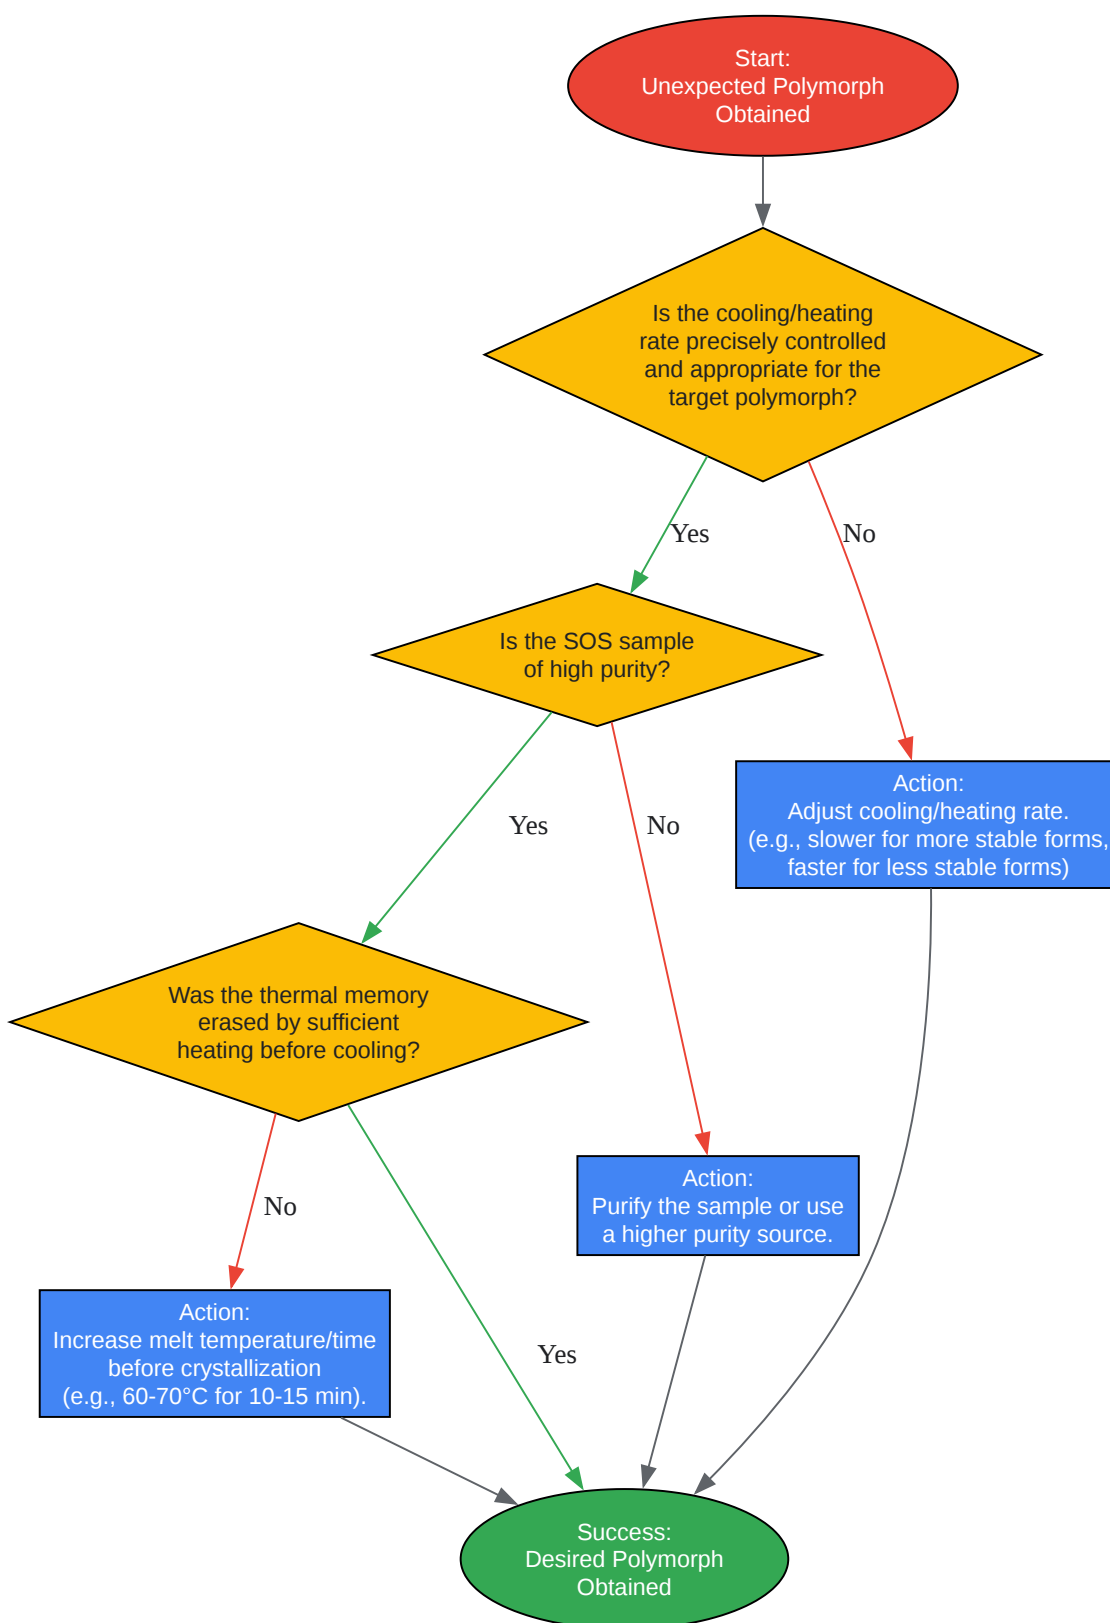 Start:
Unexpected Polymorph
Obtained
Is the cooling/heating
rate precisely controlled
and appropriate for the
target polymorph?
Yes
No
Is the SOS sample
of high purity?
Action:
Adjust cooling/heating rate.
(e.g., slower for more stable forms,
faster for less stable forms)
Yes
No
Was the thermal memory
erased by sufficient
heating before cooling?
Action:
Purify the sample or use
a higher purity source.
No
Action:
Increase melt temperature/time
before crystallization
(e.g., 60-70°C for 10-15 min).
Yes
Success:
Desired Polymorph
Obtained